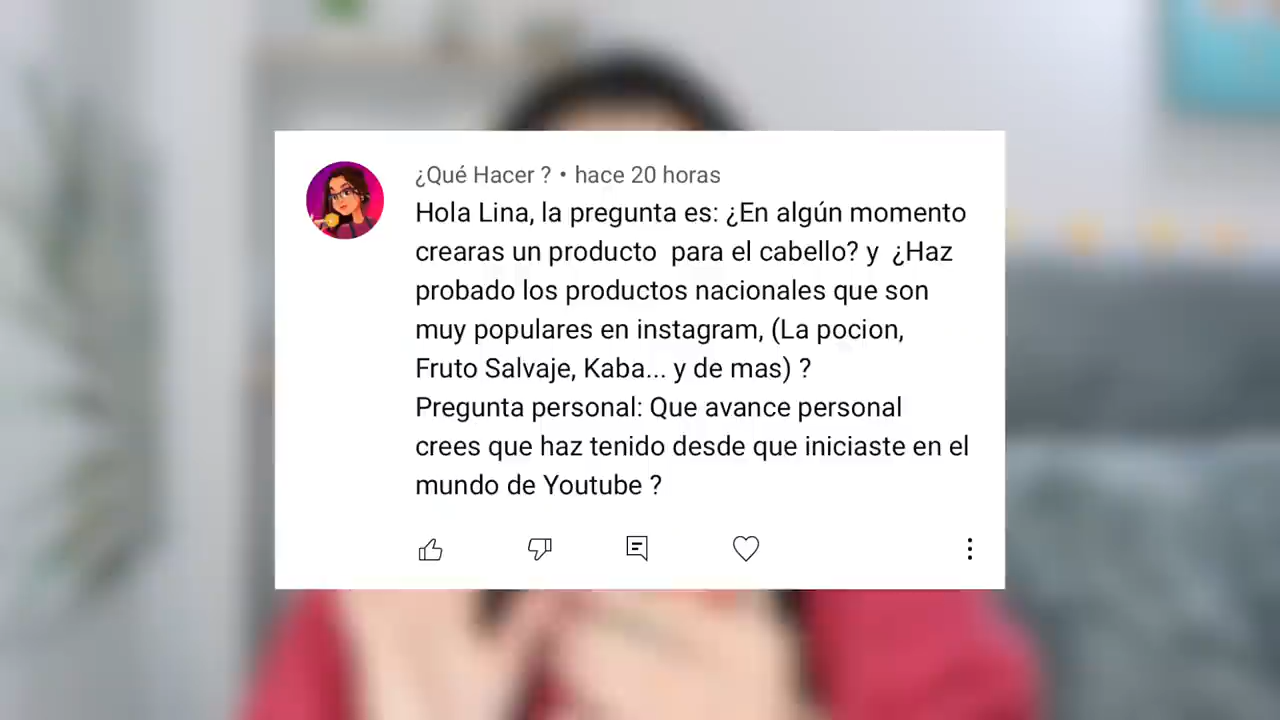 ¿Qué Hacer ? • hace 20 horas
Hola Lina, la pregunta es: ¿En algún momento
crearas un producto  para el cabello? y  ¿Haz
probado los productos nacionales que son
muy populares en instagram, (La pocion,
Fruto Salvaje, Kaba... y de mas) ?
Pregunta personal: Que avance personal
crees que haz tenido desde que iniciaste en el
mundo de Youtube ?